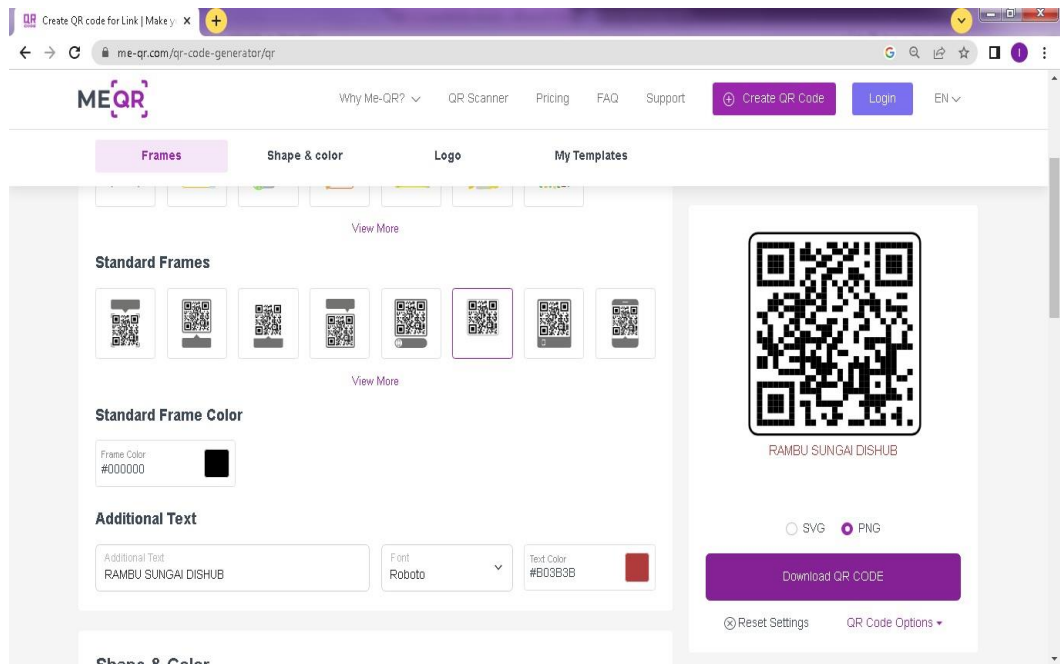 Create QR code for Link | Make y
me-qr.com/qr-code-generator/qr
MEQR
Why Me-QR? QR Scanner Pricing FAQ Support Create QR Code Login EN
Frames Shape & color Logo My Templates
View More
Standard Frames
View More
Standard Frame Color
Frame Color
#000000
Additional Text
Additional Text
RAMBU SUNGAI DISHUB
Font
Roboto
Text Color
#B03B3B
RAMBU SUNGAI DISHUB
SVG PNG
Download QR CODE
Reset Settings QR Code Options
Shape & Color